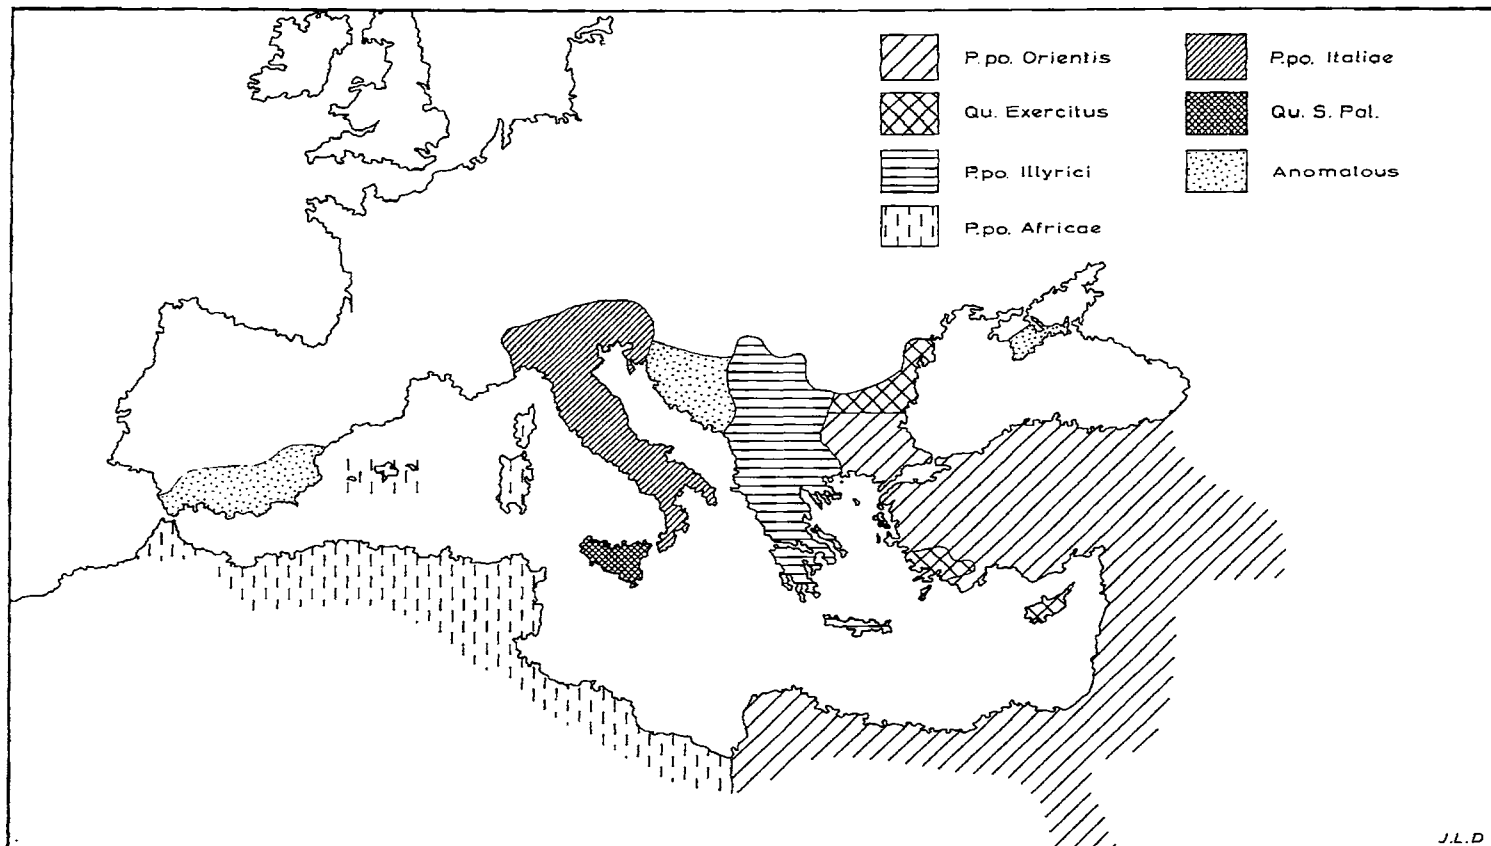 P.po. Orientis
Qu. Exercitus
P.po. Illyrici
P.po. Africae
P.po. Italiae
Qu. S. Pal.
Anomalous
J.L.D